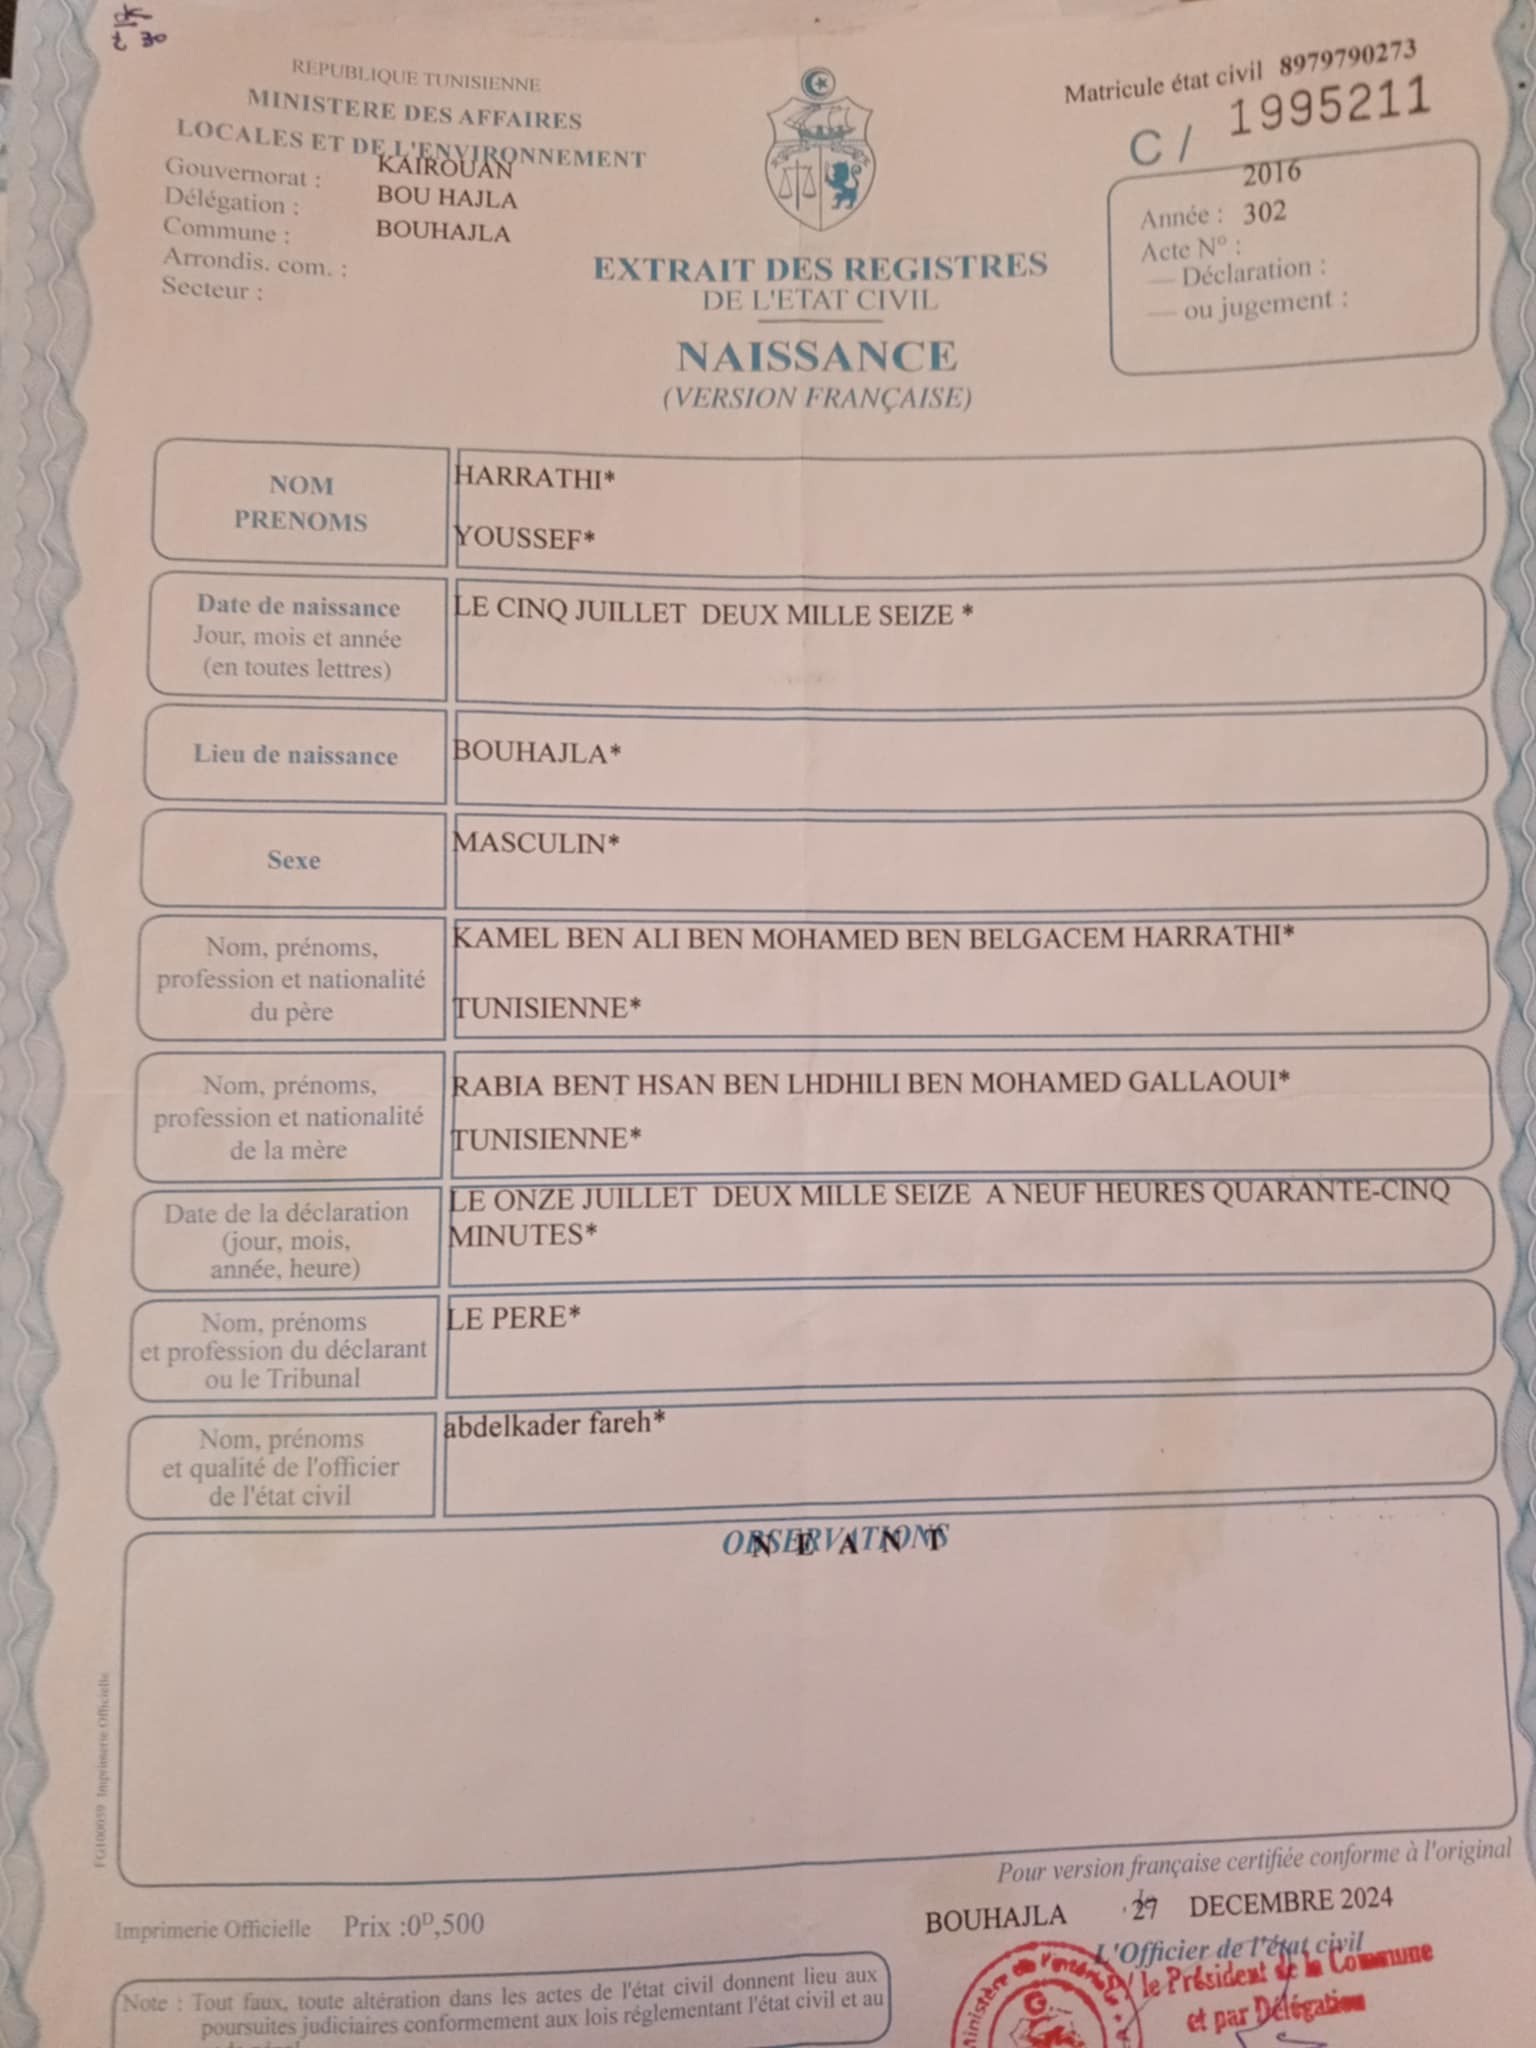 REPUBLIQUE TUNISIENNE
MINISTERE DES AFFAIRES
LOCALES ET DE L'ENVIRONNEMENT
Gouvernorat : KAIROUAN
Délégation : BOU HAJLA
Commune : BOUHAJLA
Arrondis. com. :
Secteur :
Matricule état civil 8979790273
C / 1995211
2016
Année : 302
Acte N° :
— Déclaration :
— ou jugement :
EXTRAIT DES REGISTRES
DE L'ETAT CIVIL
NAISSANCE
(VERSION FRANÇAISE)
NOM
PRENOMS
HARRATHI*
YOUSSEF*
Date de naissance
Jour, mois et année
(en toutes lettres)
LE CINQ JUILLET DEUX MILLE SEIZE *
Lieu de naissance
BOUHAJLA*
Sexe
MASCULIN*
Nom, prénoms,
profession et nationalité
du père
KAMEL BEN ALI BEN MOHAMED BEN BELGACEM HARRATHI*
TUNISIENNE*
Nom, prénoms,
profession et nationalité
de la mère
RABIA BENT HSAN BEN LHDHILI BEN MOHAMED GALLAOUI*
TUNISIENNE*
Date de la déclaration
(jour, mois,
année, heure)
LE ONZE JUILLET DEUX MILLE SEIZE A NEUF HEURES QUARANTE-CINQ
MINUTES*
Nom, prénoms
et profession du déclarant
ou le Tribunal
LE PERE*
Nom, prénoms
et qualité de l'officier
de l'état civil
abdelkader fareh*
OBSERVATIONS
N E A N T
FG100059 Imprimerie Officielle
Pour version française certifiée conforme à l'original
Imprimerie Officielle Prix :0ᴰ,500
BOUHAJLA 27 DECEMBRE 2024
L'Officier de l'état civil
P/ le Président de la Commune
et par Délégation
Ministère de l'intérieur
Note : Tout faux, toute altération dans les actes de l'état civil donnent lieu aux
poursuites judiciaires conformement aux lois réglementant l'état civil et au